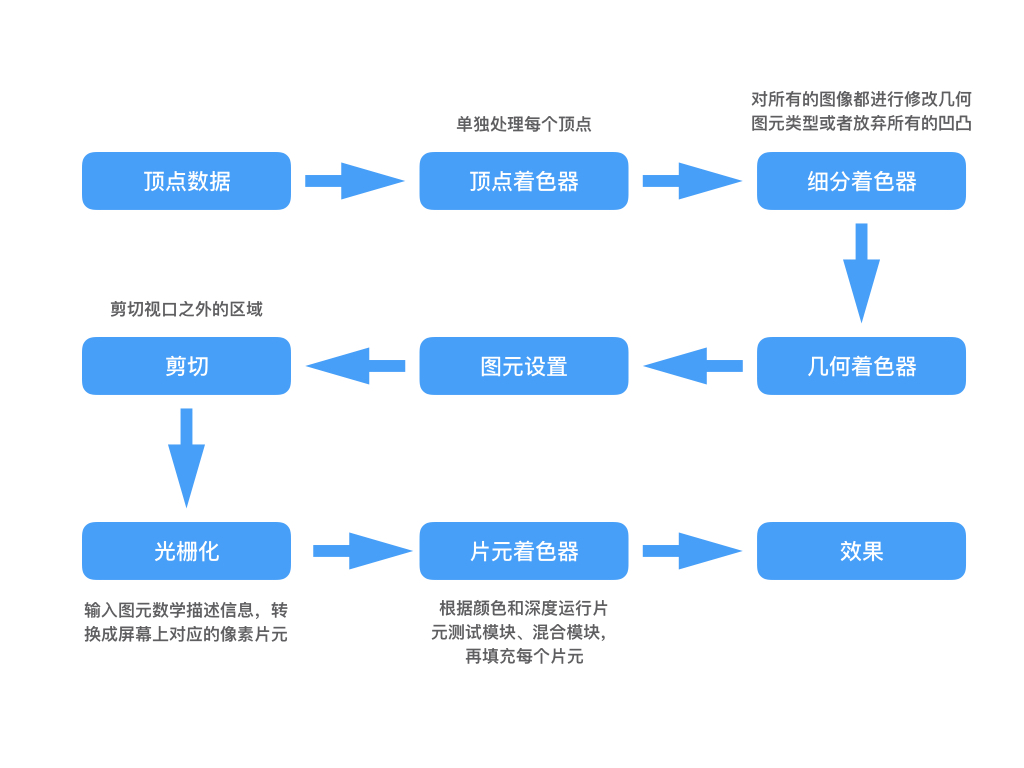 对所有的图像都进行修改几何
图元类型或者放弃所有的凹凸
单独处理每个顶点
顶点数据
顶点着色器
细分着色器
剪切视口之外的区域
剪切
图元设置
几何着色器
光栅化
片元着色器
效果
输入图元数学描述信息，转
换成屏幕上对应的像素片元
根据颜色和深度运行片
元测试模块、混合模块，
再填充每个片元